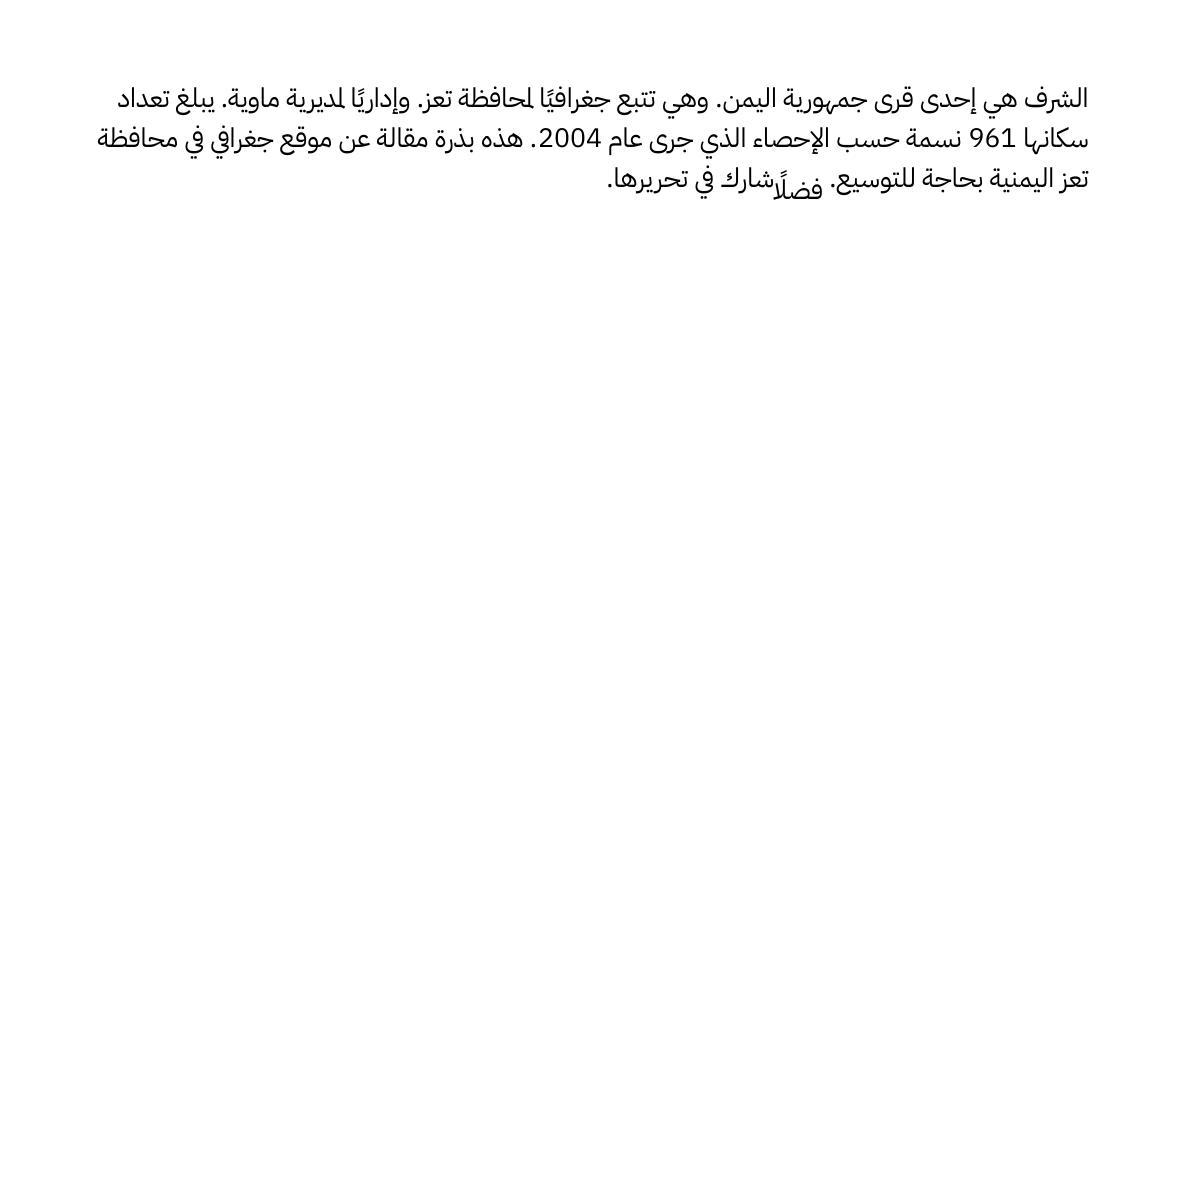 الشرف هي إحدى قرى جمهورية اليمن. وهي تتبع جغرافيًا لمحافظة تعز. وإداريًا لمديرية ماوية. يبلغ تعداد
سكانها 961 نسمة حسب الإحصاء الذي جرى عام 2004. هذه بذرة مقالة عن موقع جغرافي في محافظة
تعز اليمنية بحاجة للتوسيع. فضلًا شارك في تحريرها.